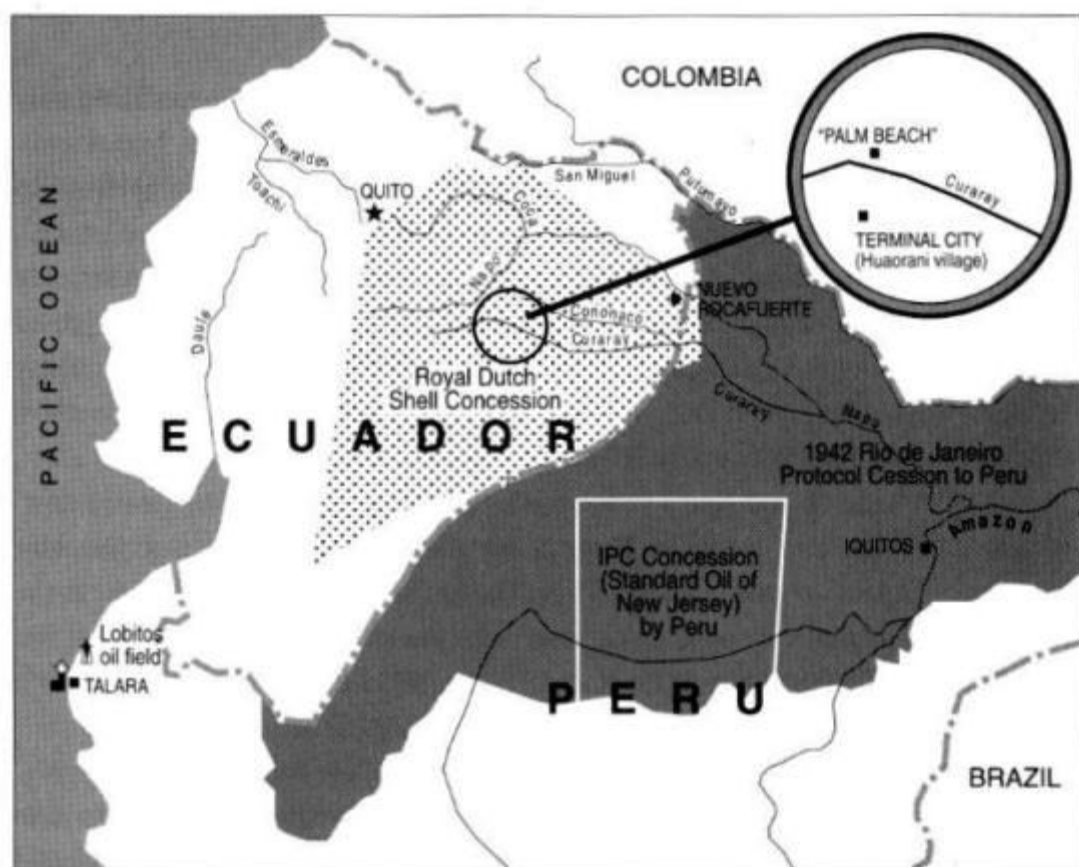 COLOMBIA
"PALM BEACH"
Curaray
TERMINAL CITY
(Huaorani village)
PACIFIC OCEAN
Esmeraldes
Toachi
QUITO
San Miguel
Putumayo
Coca
Napo
NUEVO
ROCAFUERTE
Cononaco
Curaray
Daule
Royal Dutch
Shell Concession
ECUADOR
Curaray
Napo
1942 Rio de Janeiro
Protocol Cession to Peru
Amazon
IQUITOS
IPC Concession
(Standard Oil of
New Jersey)
by Peru
Lobitos
oil field
TALARA
PERU
BRAZIL